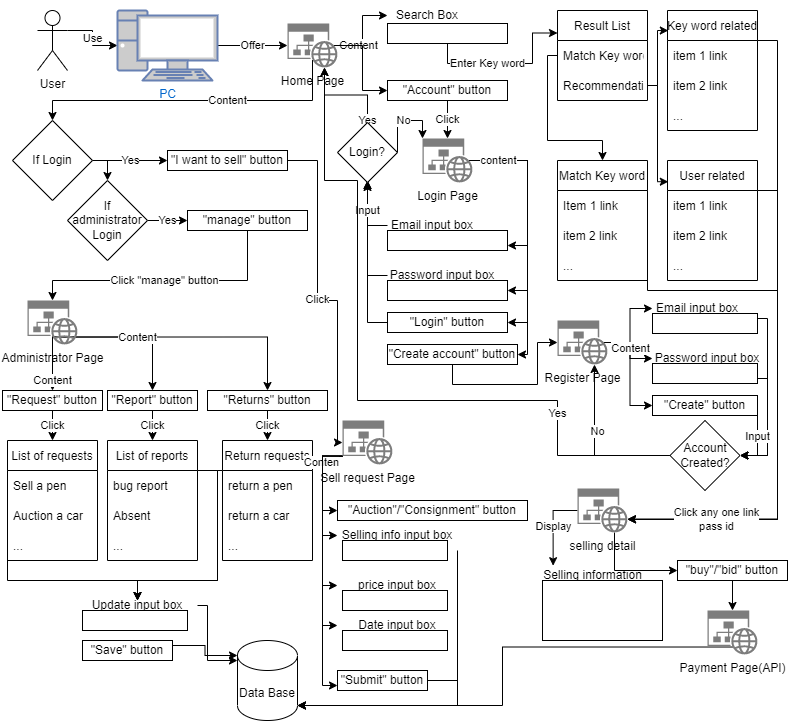 Use
User
PC
Offer
Home Page
Content
Search Box
Enter Key word
"Account" button
Click
Result List
Match Key wor
Recommendati
Key word related
item 1 link
item 2 link
...
Match Key word
Item 1 link
item 2 link
...
User related
item 1 link
item 2 link
...
Content
If Login
Yes
"I want to sell" button
If
administrator
Login
Yes
"manage" button
Click "manage" button
Login?
Yes
No
Login Page
content
Input
Email input box
Password input box
"Login" button
"Create account" button
Click
Administrator Page
Content
Content
"Request" button
"Report" button
"Returns" button
Click
Click
Click
List of requests
Sell a pen
Auction a car
...
List of reports
bug report
Absent
...
Return requests
return a pen
return a car
...
Register Page
Content
Email input box
Password input box
"Create" button
Input
Account
Created?
Yes
No
Conten
Sell request Page
"Auction"/"Consignment" button
Selling info input box
price input box
Date input box
"Submit" button
Click any one link
pass id
selling detail
Display
Selling information
"buy"/"bid" button
Payment Page(API)
Update input box
"Save" button
Data Base